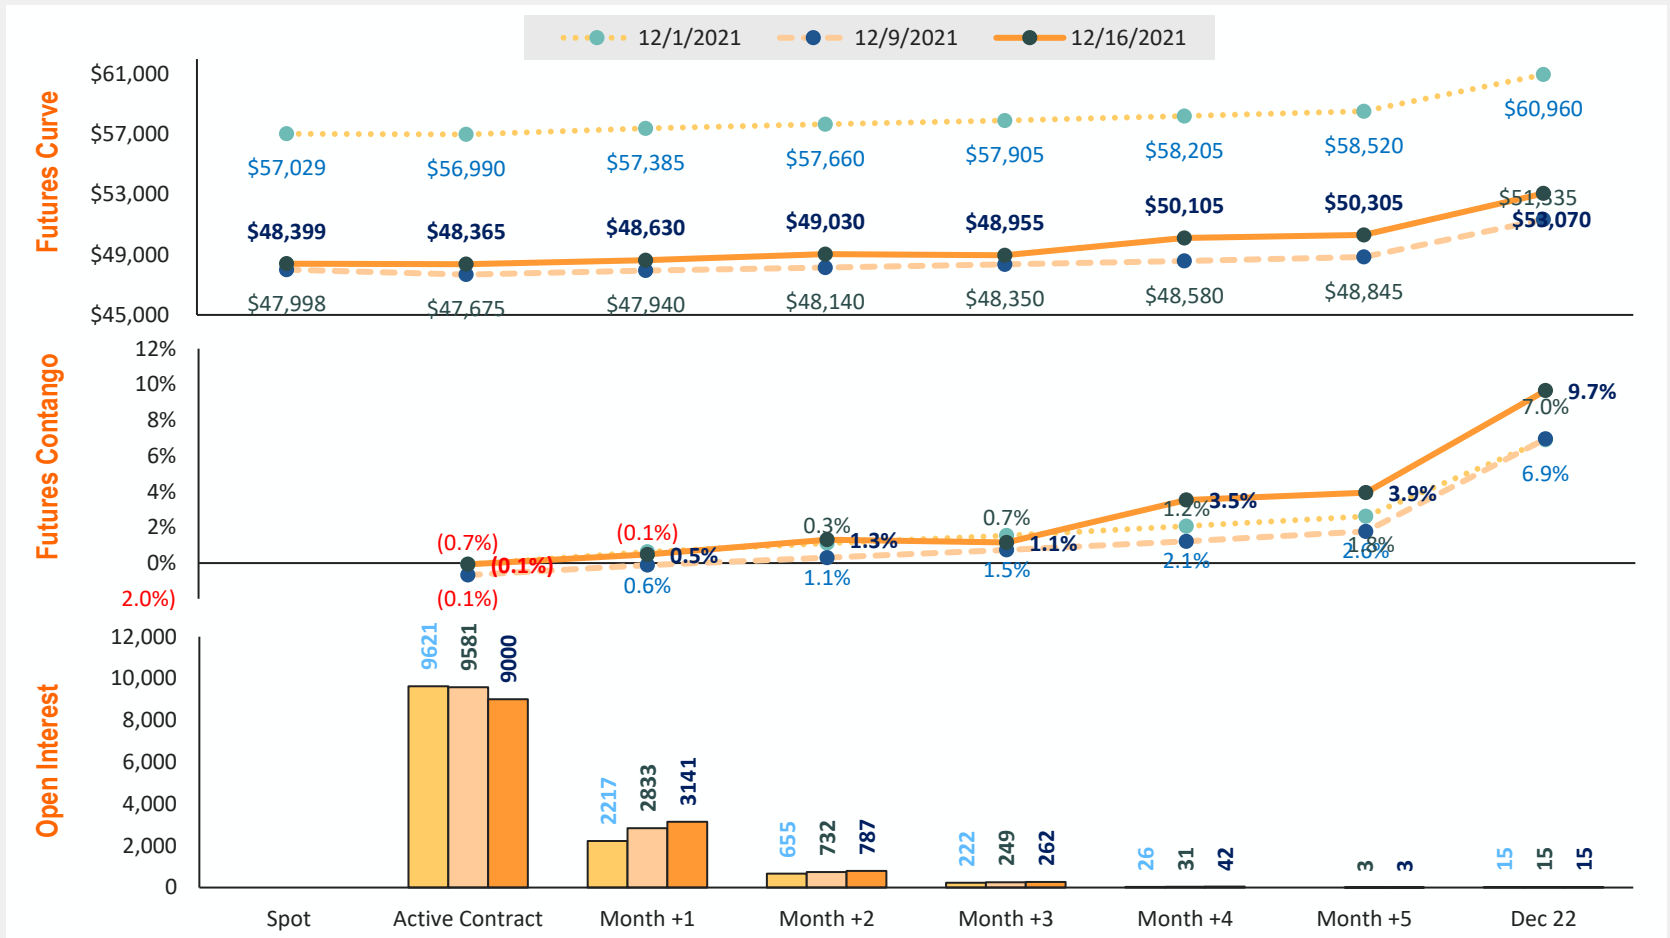 12/1/2021 12/9/2021 12/16/2021
Futures Curve
$61,000
$57,000
$53,000
$49,000
$45,000
$57,029 $56,990 $57,385 $57,660 $57,905 $58,205 $58,520 $60,960
$48,399 $48,365 $48,630 $49,030 $48,955 $50,105 $50,305 $53,070
$47,998 $47,675 $47,940 $48,140 $48,350 $48,580 $48,845 $51,335
Futures Contango
12%
10%
8%
6%
4%
2%
0%
2.0%)
(0.7%) (0.1%) 0.3% 0.7% 1.2% 1.8% 7.0%
(0.1%) 0.5% 1.3% 1.1% 3.5% 3.9% 9.7%
(0.1%) 0.6% 1.1% 1.5% 2.1% 2.6% 6.9%
Open Interest
12,000
10,000
8,000
6,000
4,000
2,000
0
9621 9581 9000
2217 2833 3141
655 732 787
222 249 262
26 31 42
3 3
15 15 15
Spot Active Contract Month +1 Month +2 Month +3 Month +4 Month +5 Dec 22